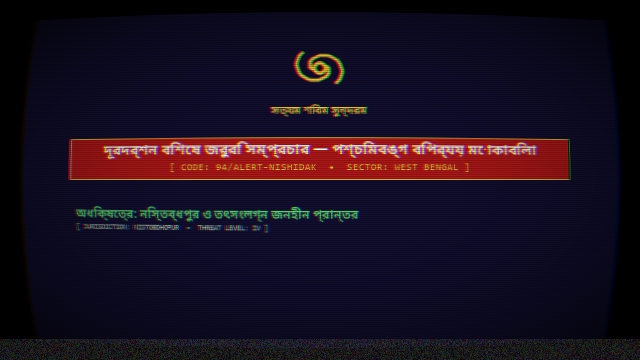 সত্যম শিবম সুন্দরম
দূরদর্শন বিশেষ জরুরি সম্প্রচার — পশ্চিমবঙ্গ বিপর্যয় মোকাবিলা
[ CODE: 94/ALERT-NISHIDAK • SECTOR: WEST BENGAL ]
অধিক্ষেত্র: নিস্তব্ধপুর ও তৎসংলগ্ন জনহীন প্রান্তর
[ JURISDICTION: NISTOBDHOPUR — THREAT LEVEL: IV ]